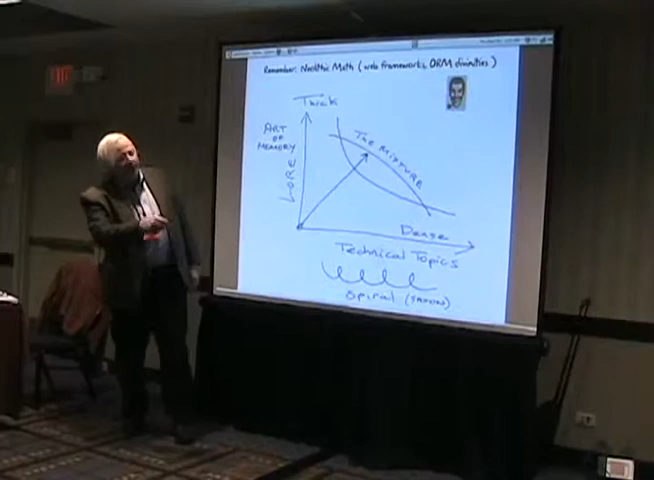 EXIT
Remember: Neolithic Math (web frameworks, ORM divinities)
Thick
ART
OF
MEMORY
LORE
THE MIXTURE
Dense
Technical Topics
Spiral (SAXON)